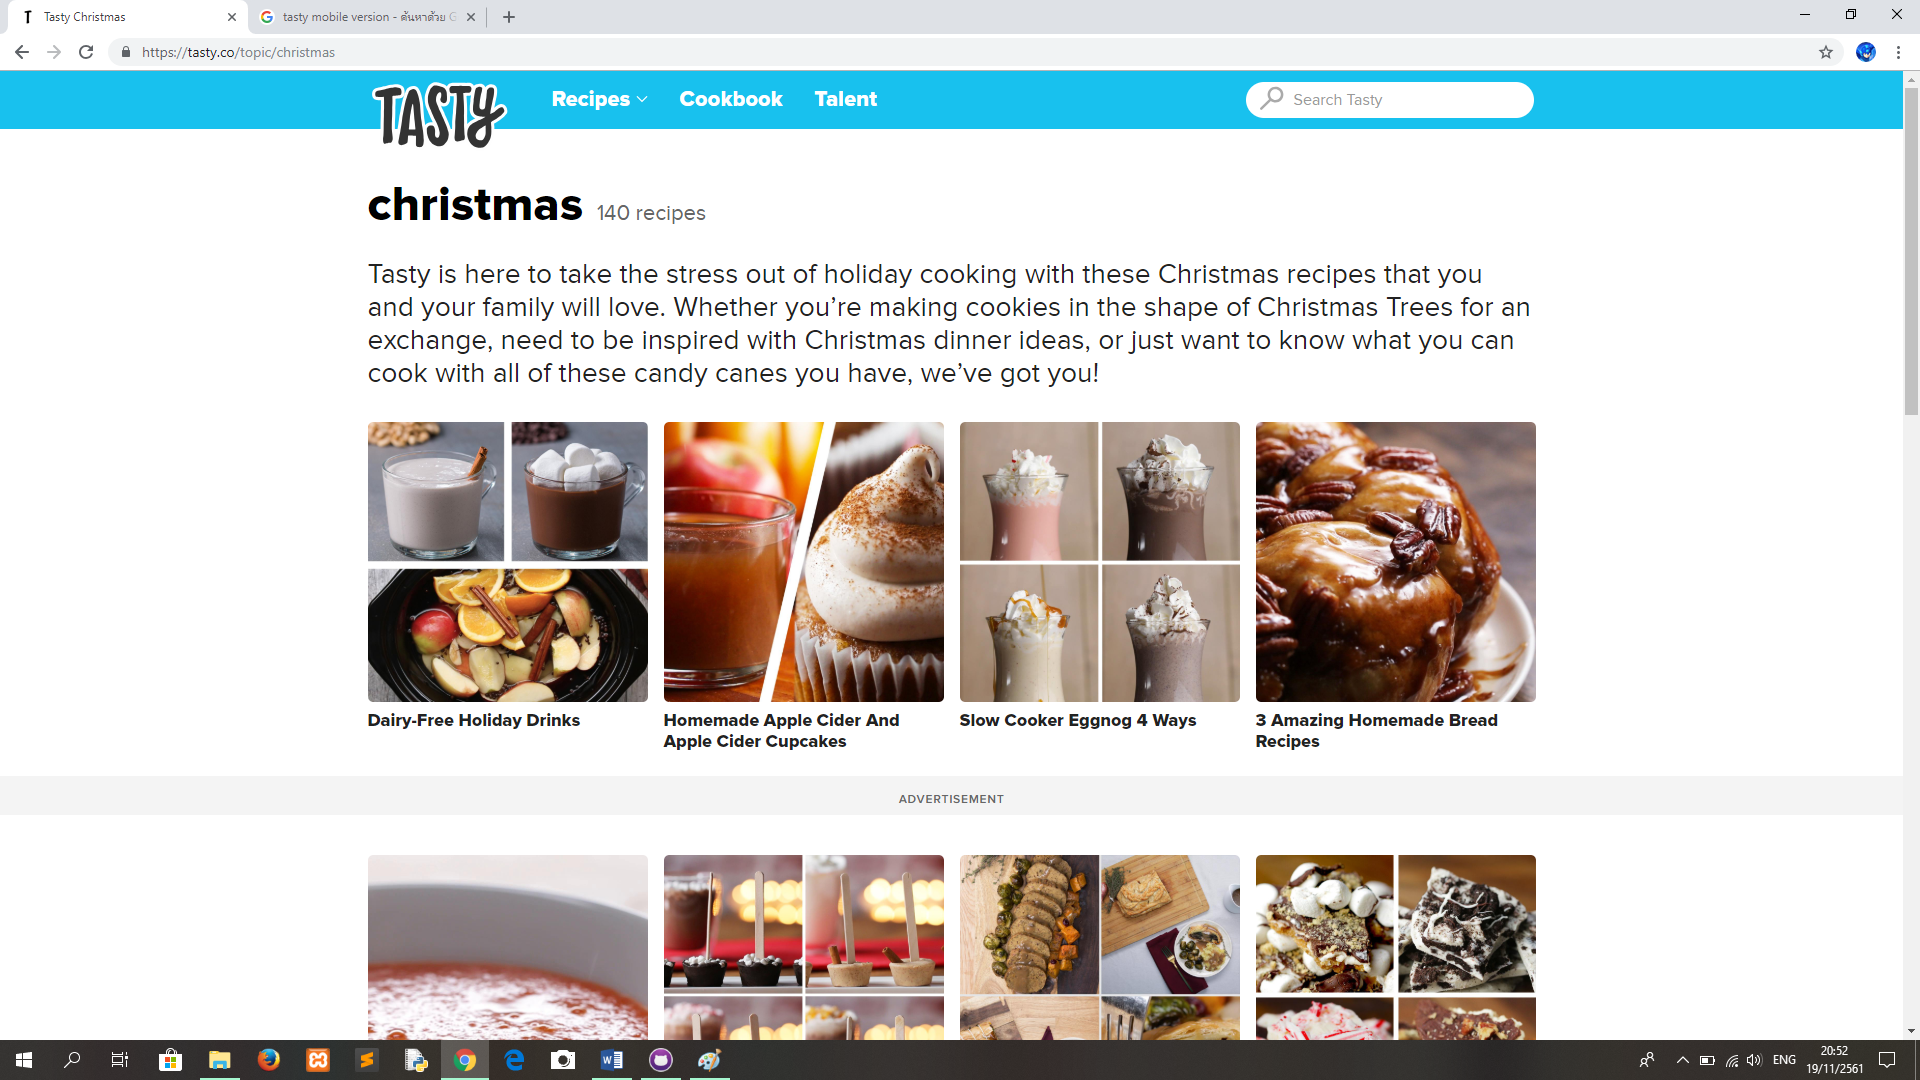 Tasty Christmas
tasty mobile version - ค้นหาด้วย G
https://tasty.co/topic/christmas
TASTY
Recipes
Cookbook
Talent
Search Tasty
christmas 140 recipes
Tasty is here to take the stress out of holiday cooking with these Christmas recipes that you
and your family will love. Whether you’re making cookies in the shape of Christmas Trees for an
exchange, need to be inspired with Christmas dinner ideas, or just want to know what you can
cook with all of these candy canes you have, we’ve got you!
Dairy-Free Holiday Drinks
Homemade Apple Cider And
Apple Cider Cupcakes
Slow Cooker Eggnog 4 Ways
3 Amazing Homemade Bread
Recipes
ADVERTISEMENT
ENG
20:52
19/11/2561